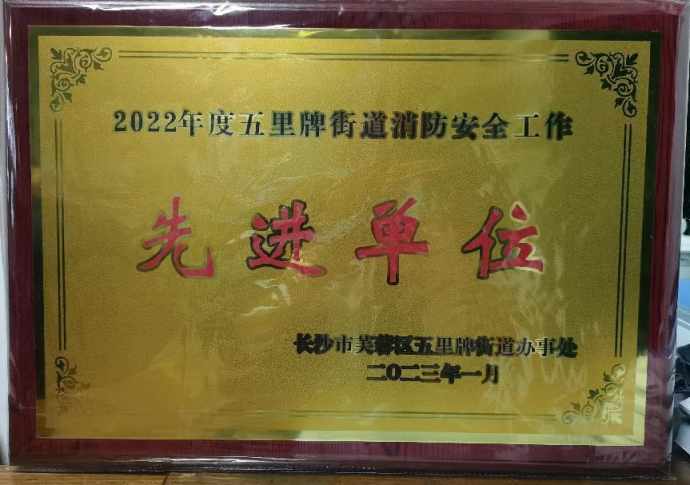 2022年度五里牌街道消防安全工作
先进单位
长沙市芙蓉区五里牌街道办事处
二〇二三年一月